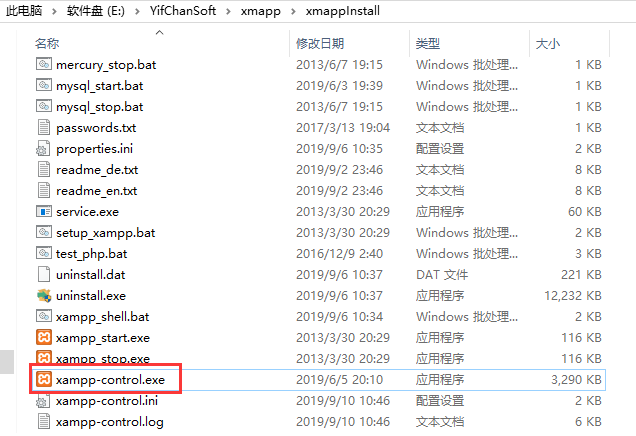 此电脑 › 软件盘 (E:) › YifChanSoft › xmapp › xmappInstall
名称 修改日期 类型 大小
mercury_stop.bat 2013/6/7 19:15 Windows 批处理... 1 KB
mysql_start.bat 2019/6/3 19:39 Windows 批处理... 1 KB
mysql_stop.bat 2013/6/7 19:15 Windows 批处理... 1 KB
passwords.txt 2017/3/13 19:04 文本文档 1 KB
properties.ini 2019/9/6 10:35 配置设置 1 KB
readme_de.txt 2019/9/2 23:46 文本文档 8 KB
readme_en.txt 2019/9/2 23:46 文本文档 8 KB
service.exe 2013/3/30 20:29 应用程序 60 KB
setup_xampp.bat 2013/3/30 20:29 Windows 批处理... 2 KB
test_php.bat 2016/12/9 2:40 Windows 批处理... 3 KB
uninstall.dat 2019/9/6 10:37 DAT 文件 221 KB
uninstall.exe 2019/9/6 10:37 应用程序 12,232 KB
xampp_shell.bat 2019/9/6 10:34 Windows 批处理... 2 KB
xampp_start.exe 2013/3/30 20:29 应用程序 116 KB
xampp_stop.exe 2013/3/30 20:29 应用程序 116 KB
xampp-control.exe 2019/6/5 20:10 应用程序 3,290 KB
xampp-control.ini 2019/9/10 10:46 配置设置 2 KB
xampp-control.log 2019/9/10 10:46 文本文档 6 KB